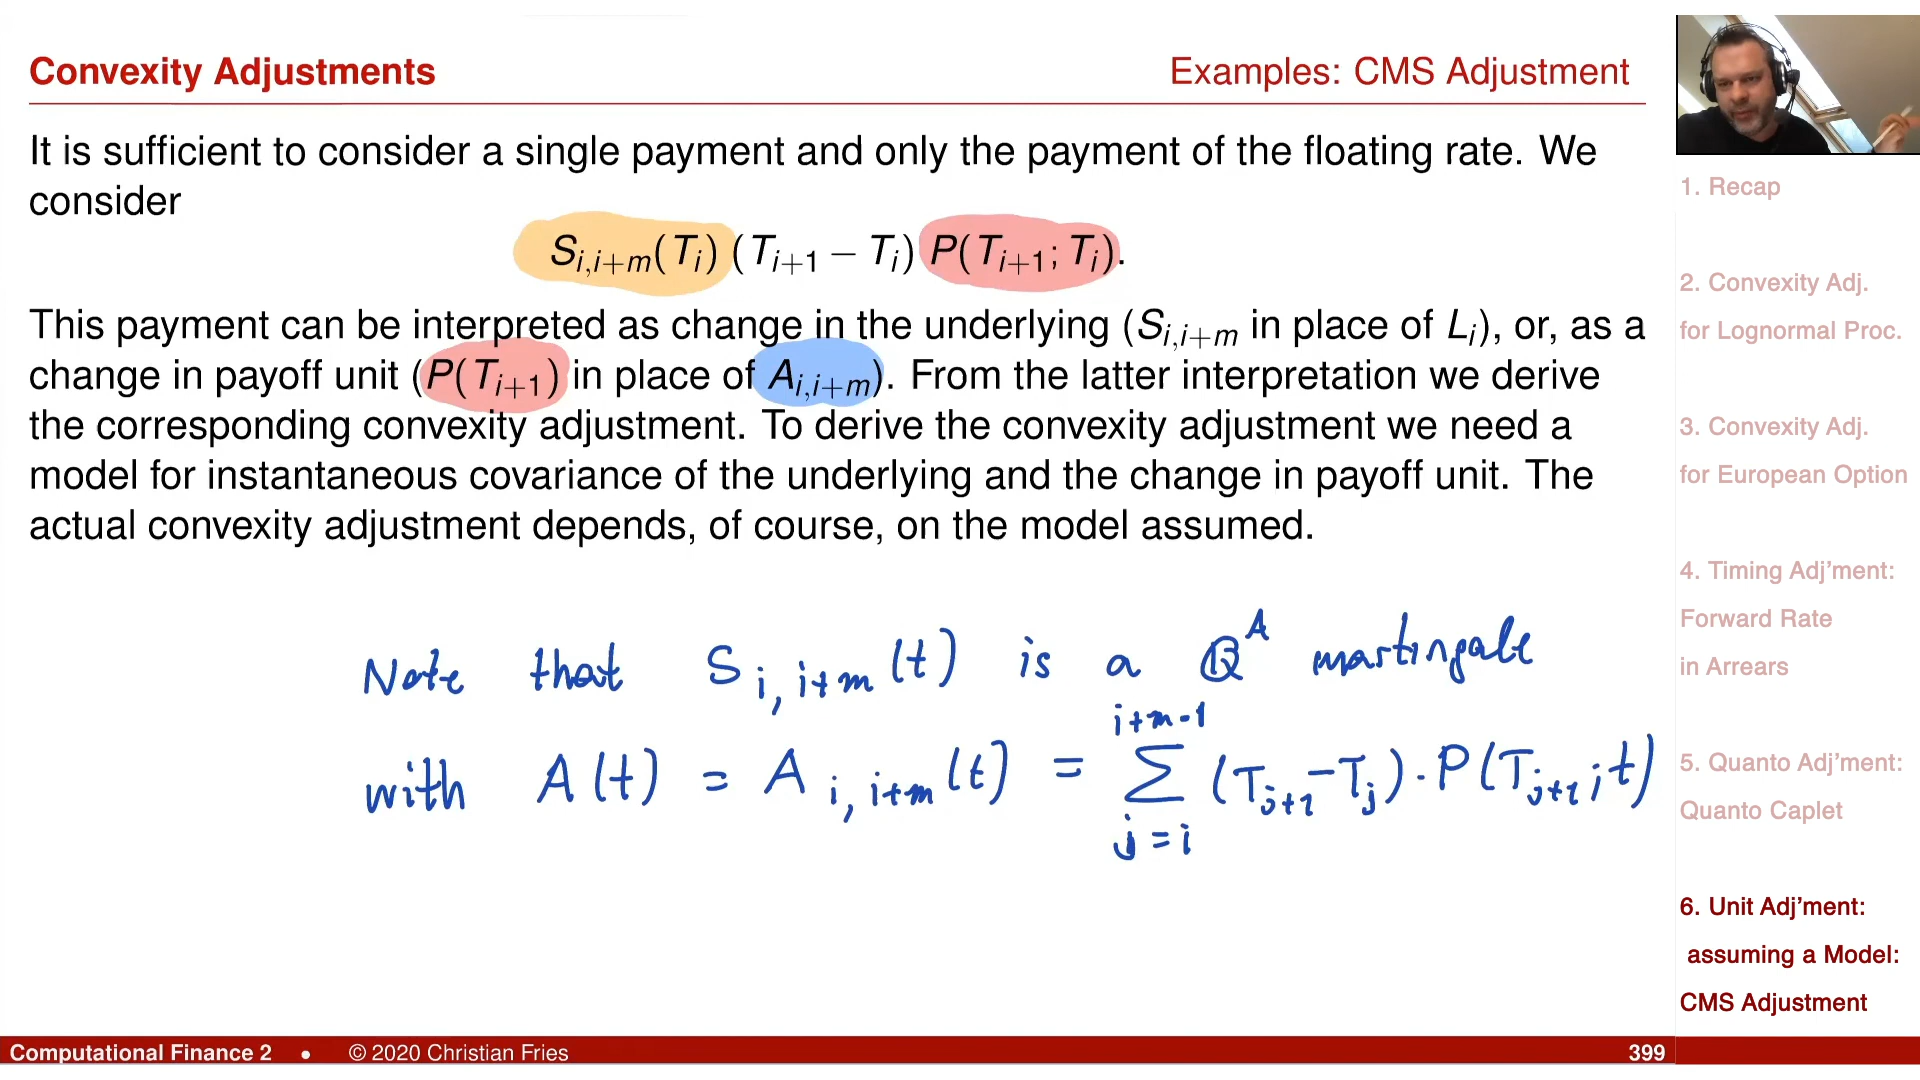 Convexity Adjustments
Examples: CMS Adjustment
It is sufficient to consider a single payment and only the payment of the floating rate. We
consider
S_{i,i+m}(T_i) (T_{i+1} − T_i) P(T_{i+1}; T_i).
This payment can be interpreted as change in the underlying (S_{i,i+m} in place of L_i), or, as a
change in payoff unit (P(T_{i+1}) in place of A_{i,i+m}). From the latter interpretation we derive
the corresponding convexity adjustment. To derive the convexity adjustment we need a
model for instantaneous covariance of the underlying and the change in payoff unit. The
actual convexity adjustment depends, of course, on the model assumed.
Note that S_{i,i+m}(t) is a Q^A martingale
with A(t) = A_{i,i+m}(t) = Σ_{j=i}^{i+m-1} (T_{j+1} − T_j) · P(T_{j+1}; t)
1. Recap
2. Convexity Adj.
for Lognormal Proc.
3. Convexity Adj.
for European Option
4. Timing Adj'ment:
Forward Rate
in Arrears
5. Quanto Adj'ment:
Quanto Caplet
6. Unit Adj'ment:
assuming a Model:
CMS Adjustment
Computational Finance 2 • © 2020 Christian Fries
399